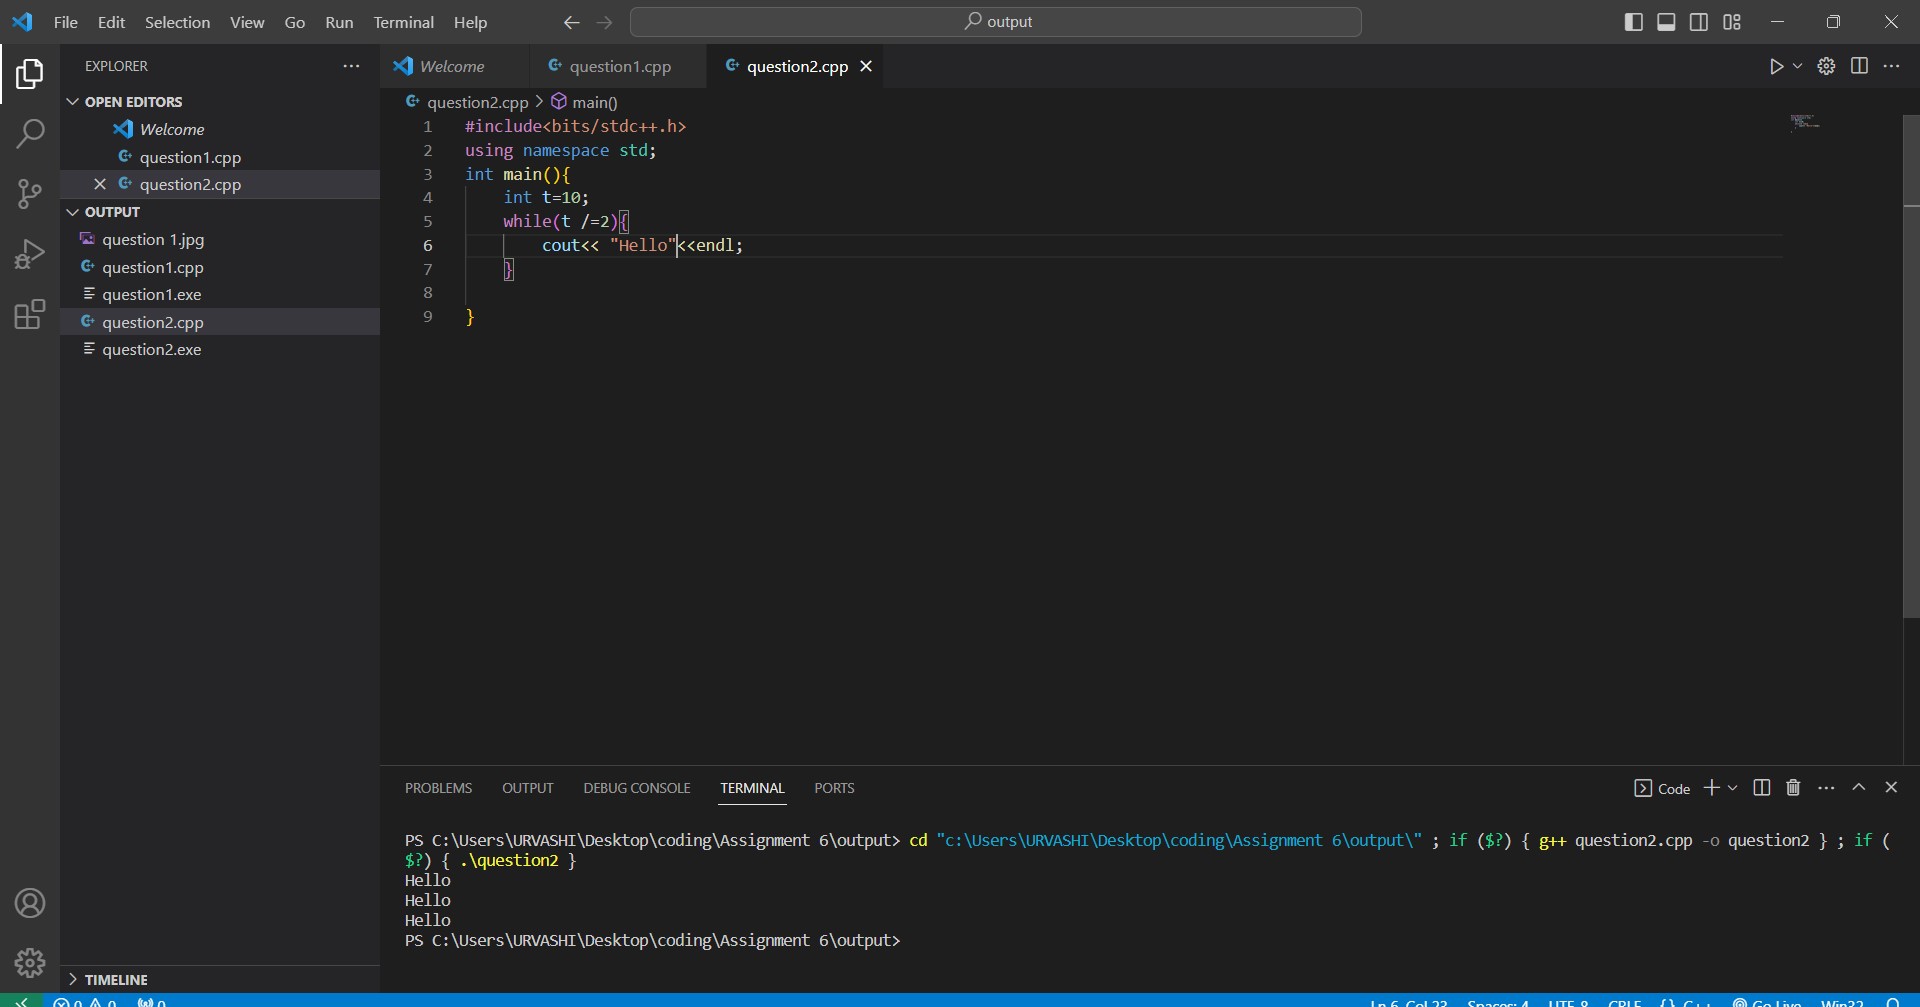 File Edit Selection View Go Run Terminal Help
output
EXPLORER
OPEN EDITORS
Welcome
question1.cpp
question2.cpp
OUTPUT
question 1.jpg
question1.cpp
question1.exe
question2.cpp
question2.exe
TIMELINE
Welcome question1.cpp question2.cpp
question2.cpp > main()
1 #include<bits/stdc++.h>
2 using namespace std;
3 int main(){
4 int t=10;
5 while(t /=2){
6 cout<< "Hello"<<endl;
7 }
8
9 }
PROBLEMS OUTPUT DEBUG CONSOLE TERMINAL PORTS
Code
PS C:\Users\URVASHI\Desktop\coding\Assignment 6\output> cd "c:\Users\URVASHI\Desktop\coding\Assignment 6\output\" ; if ($?) { g++ question2.cpp -o question2 } ; if (
$?) { .\question2 }
Hello
Hello
Hello
PS C:\Users\URVASHI\Desktop\coding\Assignment 6\output>
0 0 0 Ln 6, Col 23 Spaces: 4 UTF-8 CRLF {} C++ Go Live Win32